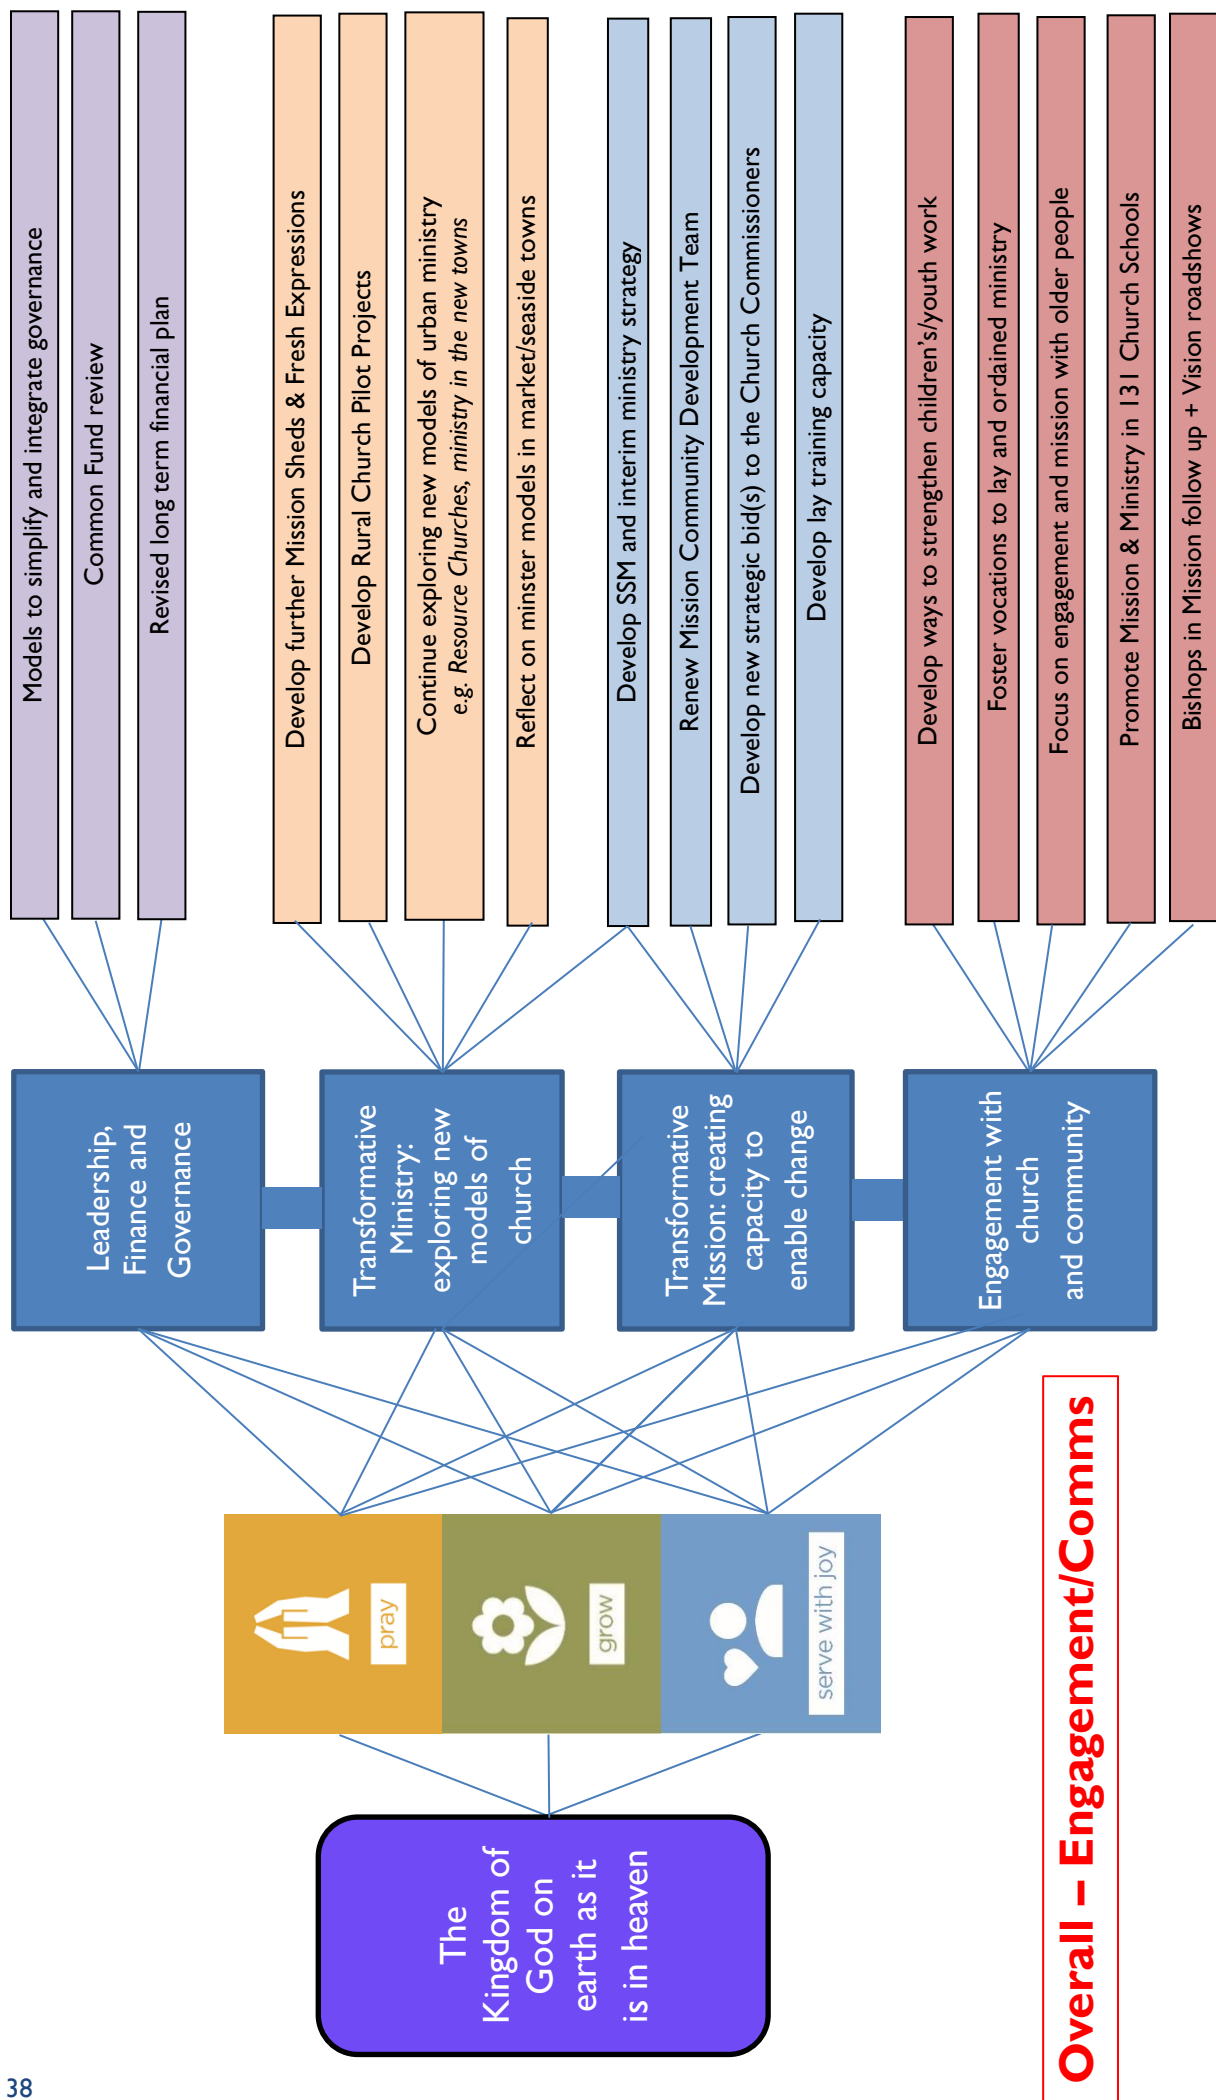 38
The
Kingdom of
God on
earth as it
is in heaven
pray
grow
serve with joy
Leadership,
Finance and
Governance
Transformative
Ministry:
exploring new
models of
church
Transformative
Mission: creating
capacity to
enable change
Engagement with
church
and community
Models to simplify and integrate governance
Common Fund review
Revised long term financial plan
Develop further Mission Sheds & Fresh Expressions
Develop Rural Church Pilot Projects
Continue exploring new models of urban ministry
e.g. Resource Churches, ministry in the new towns
Reflect on minster models in market/seaside towns
Develop SSM and interim ministry strategy
Renew Mission Community Development Team
Develop new strategic bid(s) to the Church Commissioners
Develop lay training capacity
Develop ways to strengthen children’s/youth work
Foster vocations to lay and ordained ministry
Focus on engagement and mission with older people
Promote Mission & Ministry in 131 Church Schools
Bishops in Mission follow up + Vision roadshows
Overall – Engagement/Comms